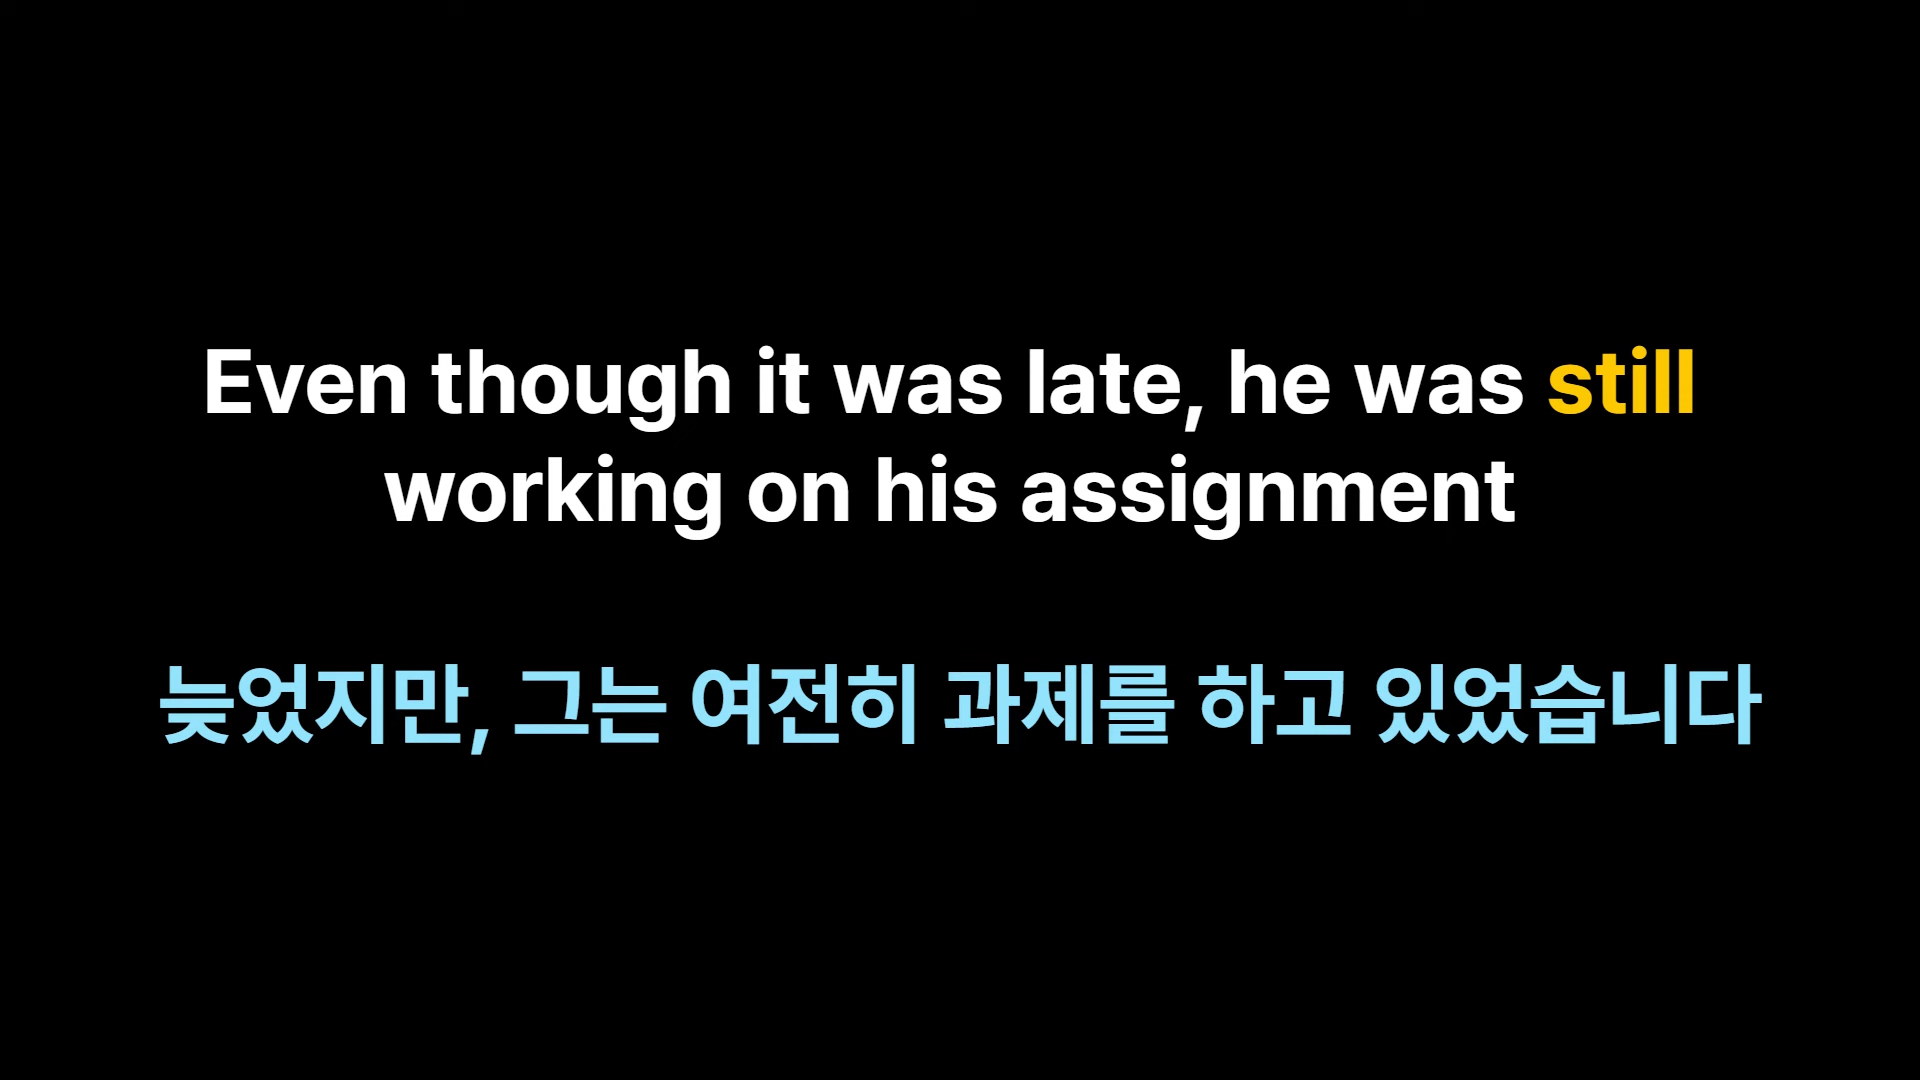 Even though it was late, he was still
working on his assignment
늦었지만, 그는 여전히 과제를 하고 있었습니다